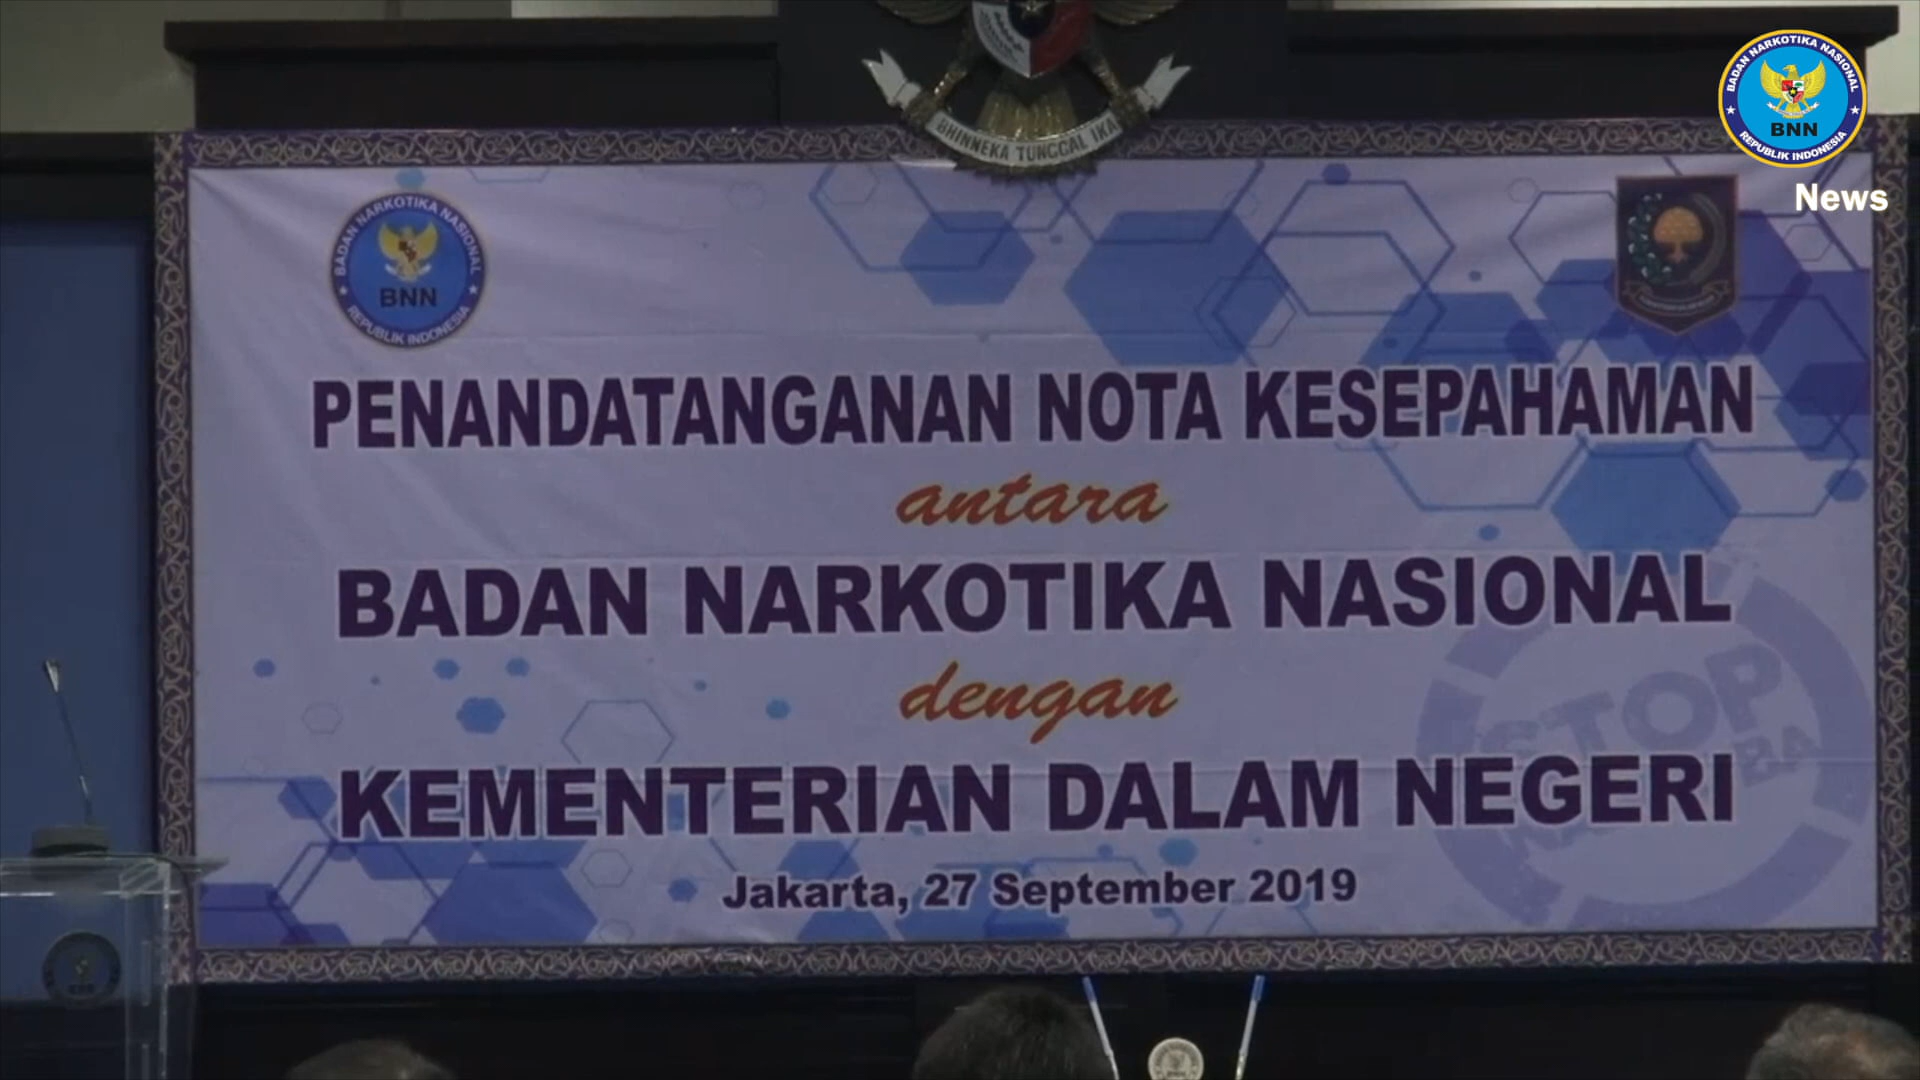 BADAN NARKOTIKA NASIONAL
BNN
REPUBLIK INDONESIA
News
BHINNEKA TUNGGAL IKA
BADAN NARKOTIKA NASIONAL
BNN
REPUBLIK INDONESIA
PENANDATANGANAN NOTA KESEPAHAMAN
antara
BADAN NARKOTIKA NASIONAL
dengan
KEMENTERIAN DALAM NEGERI
STOP
Jakarta, 27 September 2019